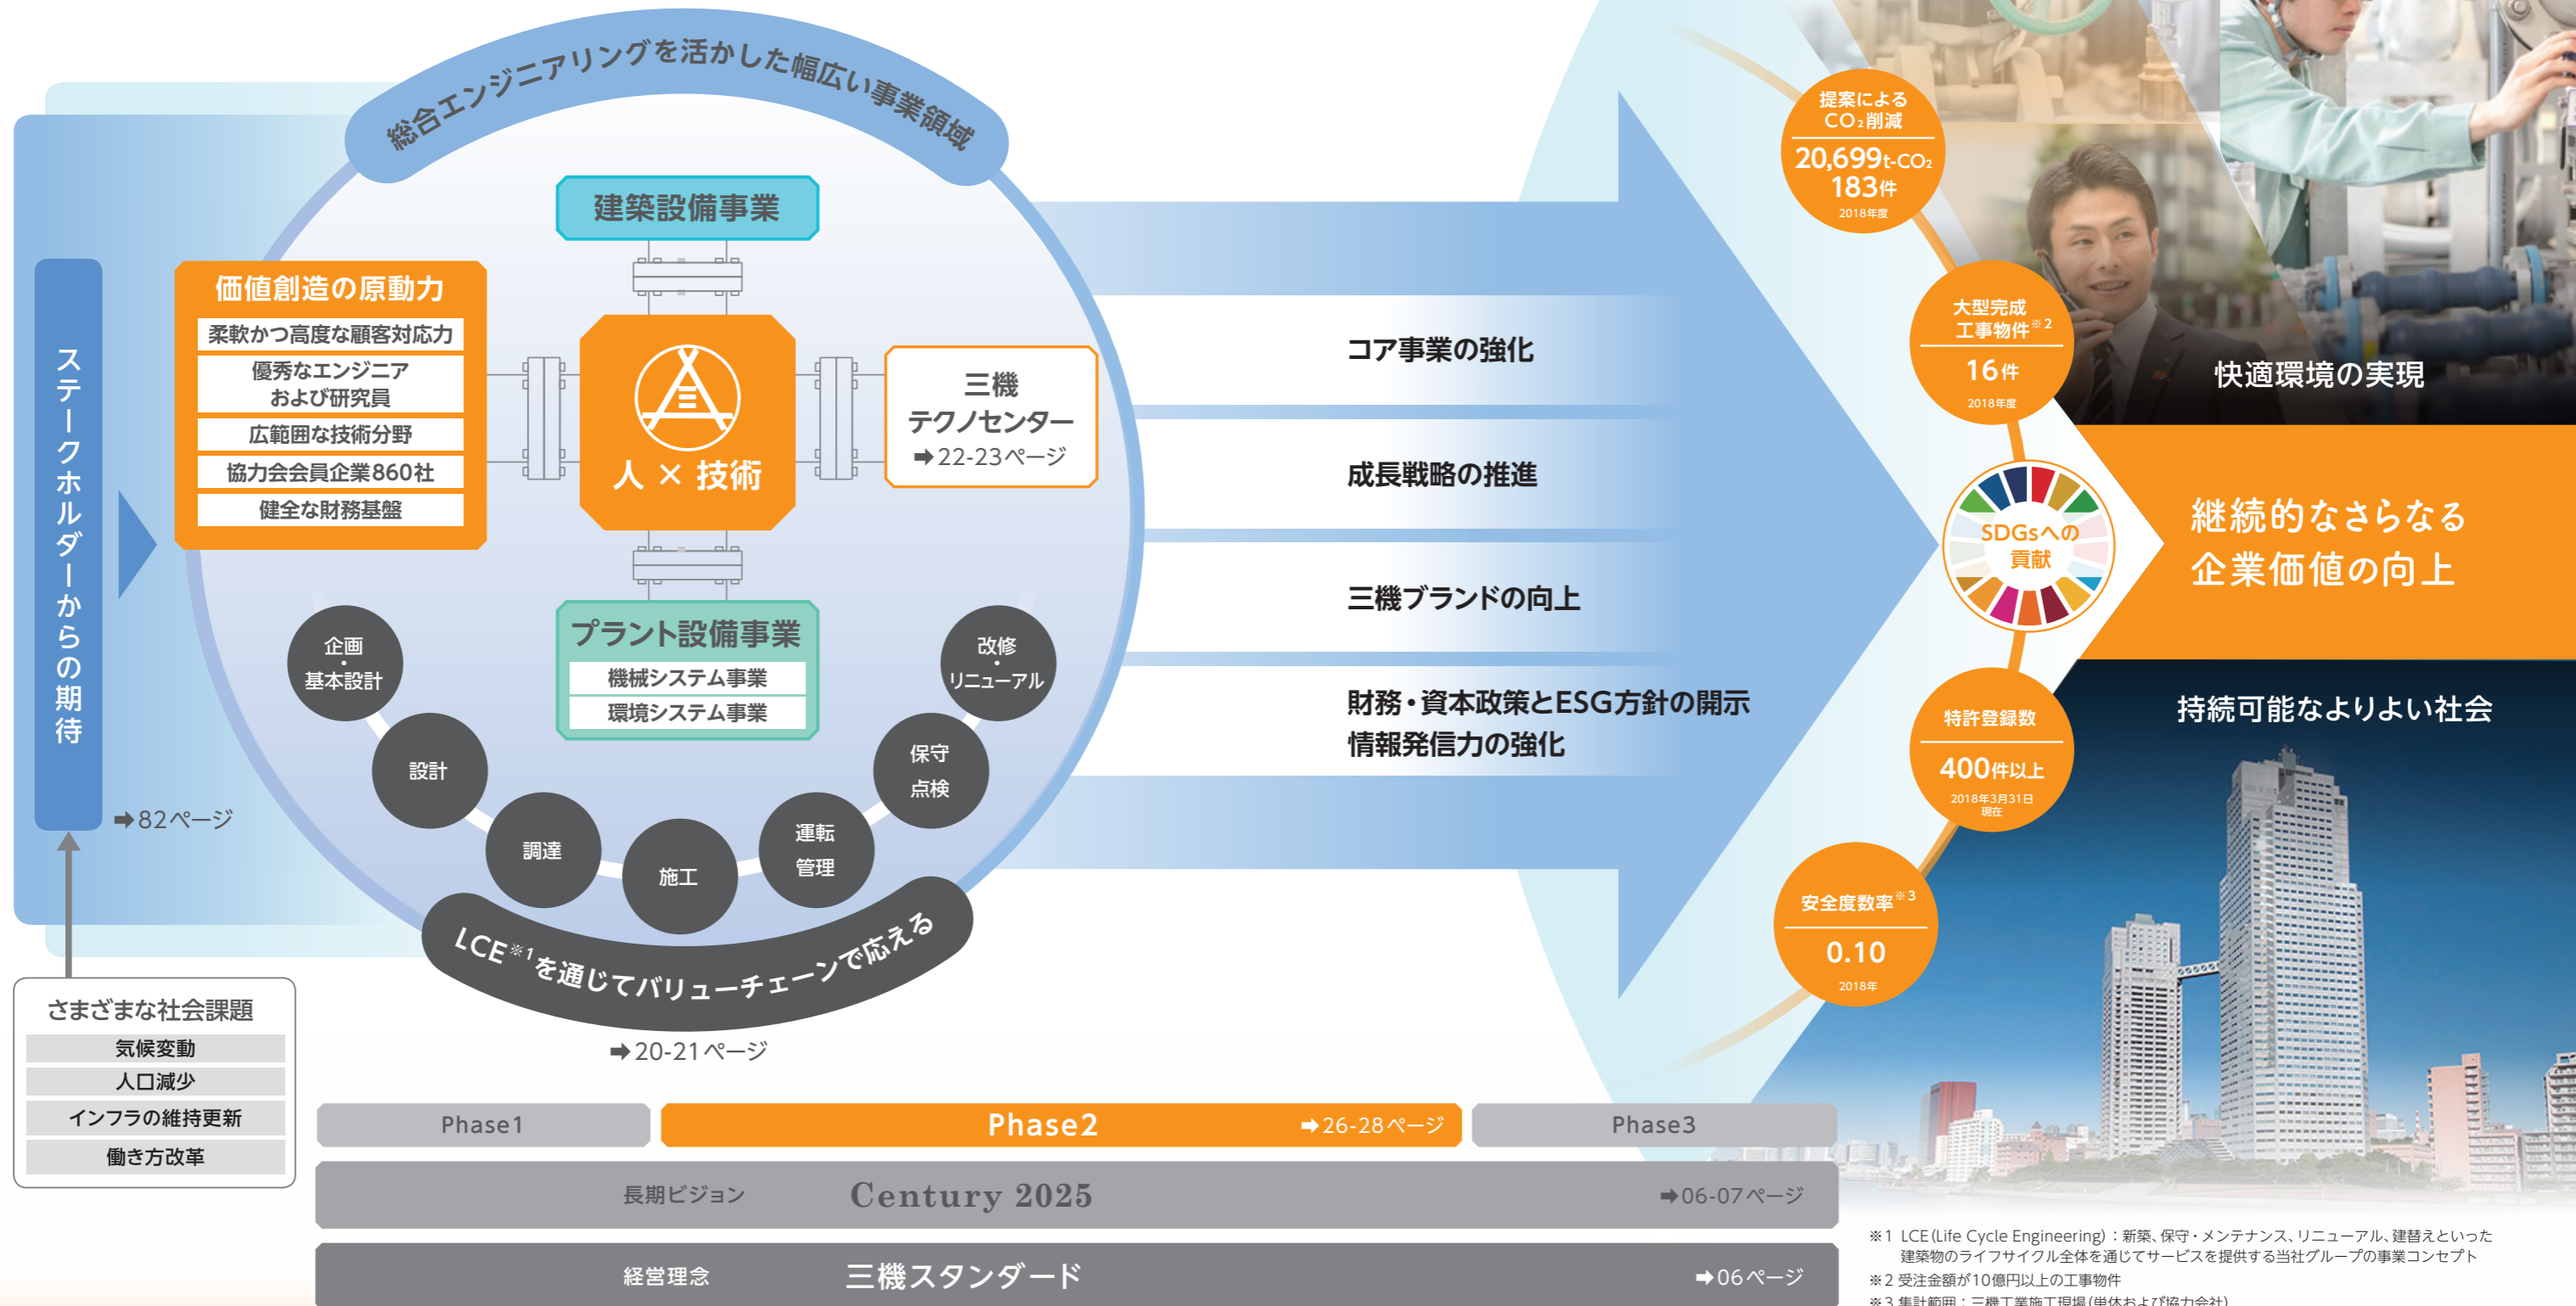 総合エンジニアリングを活かした幅広い事業領域
ステークホルダーからの期待
➡82ページ
さまざまな社会課題
気候変動
人口減少
インフラの維持更新
働き方改革
価値創造の原動力
柔軟かつ高度な顧客対応力
優秀なエンジニア
および研究員
広範囲な技術分野
協力会会員企業860社
健全な財務基盤
建築設備事業
人 × 技術
三機
テクノセンター
➡22-23ページ
プラント設備事業
機械システム事業
環境システム事業
企画
・
基本設計
設計
調達
施工
運転
管理
保守
点検
改修
・
リニューアル
LCE※1を通じてバリューチェーンで応える
➡20-21ページ
コア事業の強化
成長戦略の推進
三機ブランドの向上
財務・資本政策とESG方針の開示
情報発信力の強化
提案による
CO₂削減
20,699t-CO₂
183件
2018年度
大型完成
工事物件※2
16件
2018年度
SDGsへの
貢献
特許登録数
400件以上
2018年3月31日
現在
安全度数率※3
0.10
2018年
快適環境の実現
継続的なさらなる
企業価値の向上
持続可能なよりよい社会
Phase1
Phase2 ➡26-28ページ
Phase3
長期ビジョン Century 2025 ➡06-07ページ
経営理念 三機スタンダード ➡06ページ
※1 LCE(Life Cycle Engineering)：新築、保守・メンテナンス、リニューアル、建替えといった
建築物のライフサイクル全体を通じてサービスを提供する当社グループの事業コンセプト
※2 受注金額が10億円以上の工事物件
※3 集計範囲：三機工業施工現場(単体および協力会社)